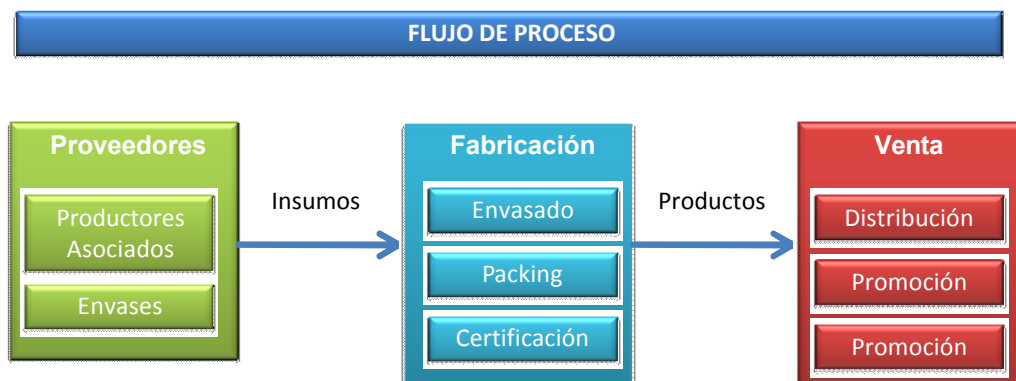 FLUJO DE PROCESO
Proveedores
Productores
Asociados
Envases
Insumos
Fabricación
Envasado
Packing
Certificación
Productos
Venta
Distribución
Promoción
Promoción